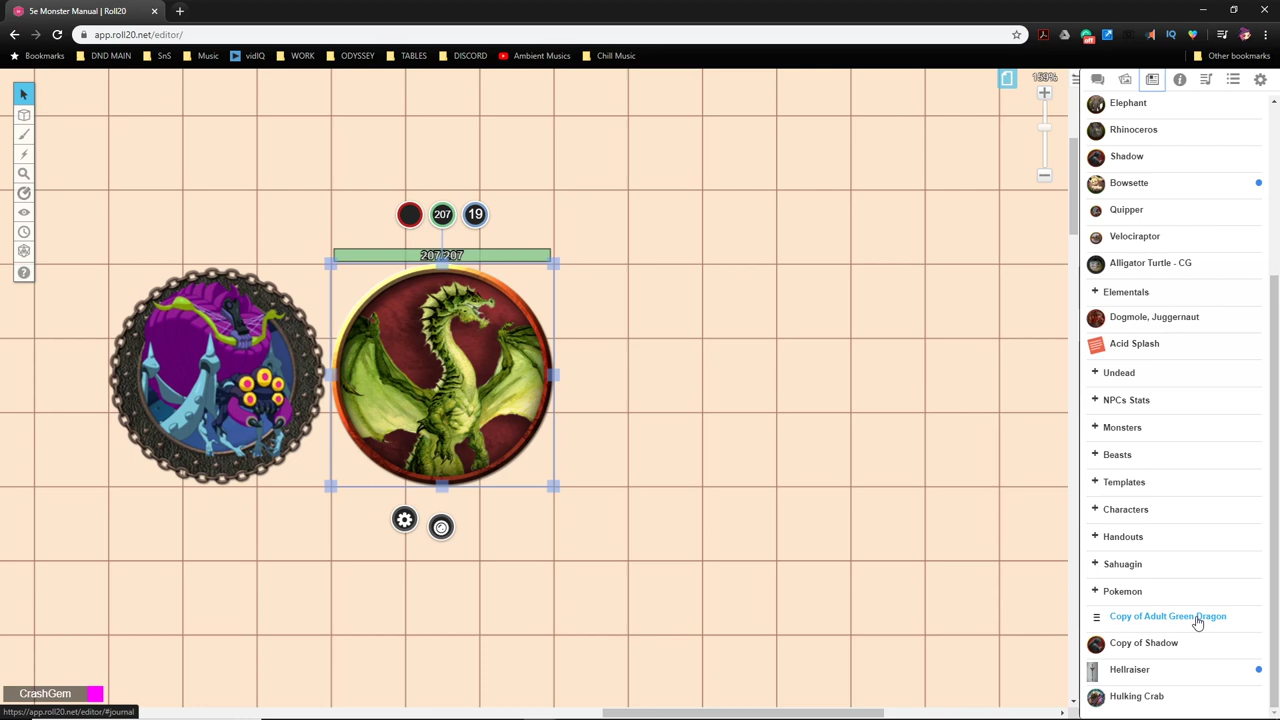 5e Monster Manual | Roll20
app.roll20.net/editor/
Bookmarks DND MAIN SnS Music vidIQ WORK ODYSSEY TABLES DISCORD Ambient Musics Chill Music Other bookmarks
off
IQ
159%
207 19
207/207
Elephant
Rhinoceros
Shadow
Bowsette
Quipper
Velociraptor
Alligator Turtle - CG
+ Elementals
Dogmole, Juggernaut
Acid Splash
+ Undead
+ NPCs Stats
+ Monsters
+ Beasts
+ Templates
+ Characters
+ Handouts
+ Sahuagin
+ Pokemon
Copy of Adult Green Dragon
Copy of Shadow
Hellraiser
Hulking Crab
CrashGem
https://app.roll20.net/editor/#journal